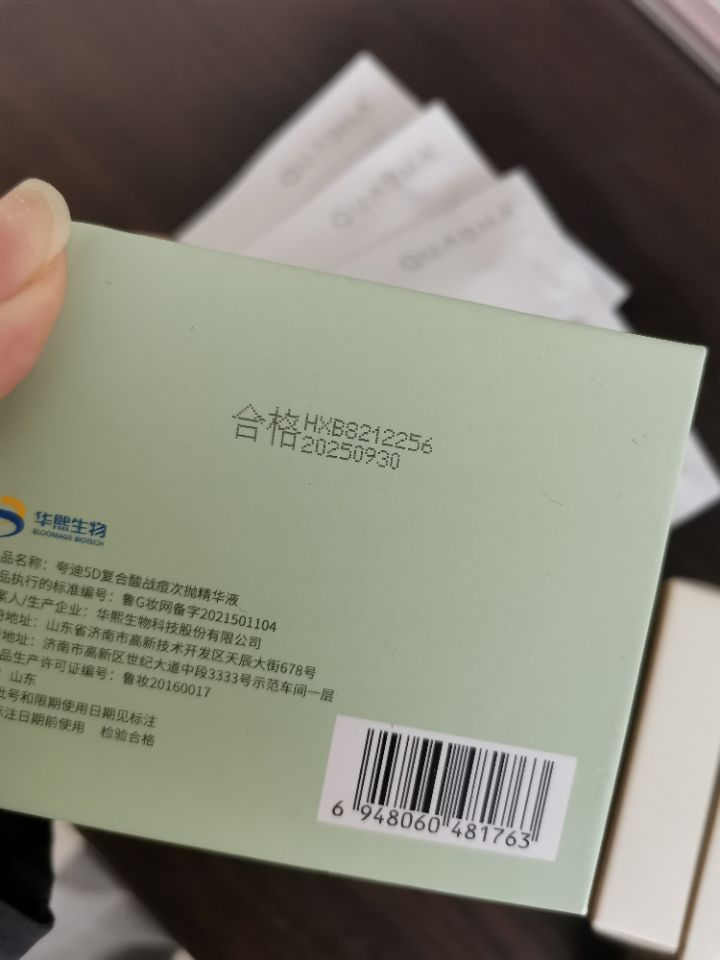 合格 HXB8212256
20250930
华熙生物
BLOOMAGE BIOTECH
品名称：夸迪5D复合酸战痘次抛精华液
品执行的标准编号：鲁G妆网备字2021501104
案人/生产企业：华熙生物科技股份有限公司
地址：山东省济南市高新技术开发区天辰大街678号
地址：济南市高新区世纪大道中段3333号示范车间一层
品生产许可证编号：鲁妆20160017
：山东
批号和限期使用日期见标注
标注日期前使用 检验合格
6 948060 481763